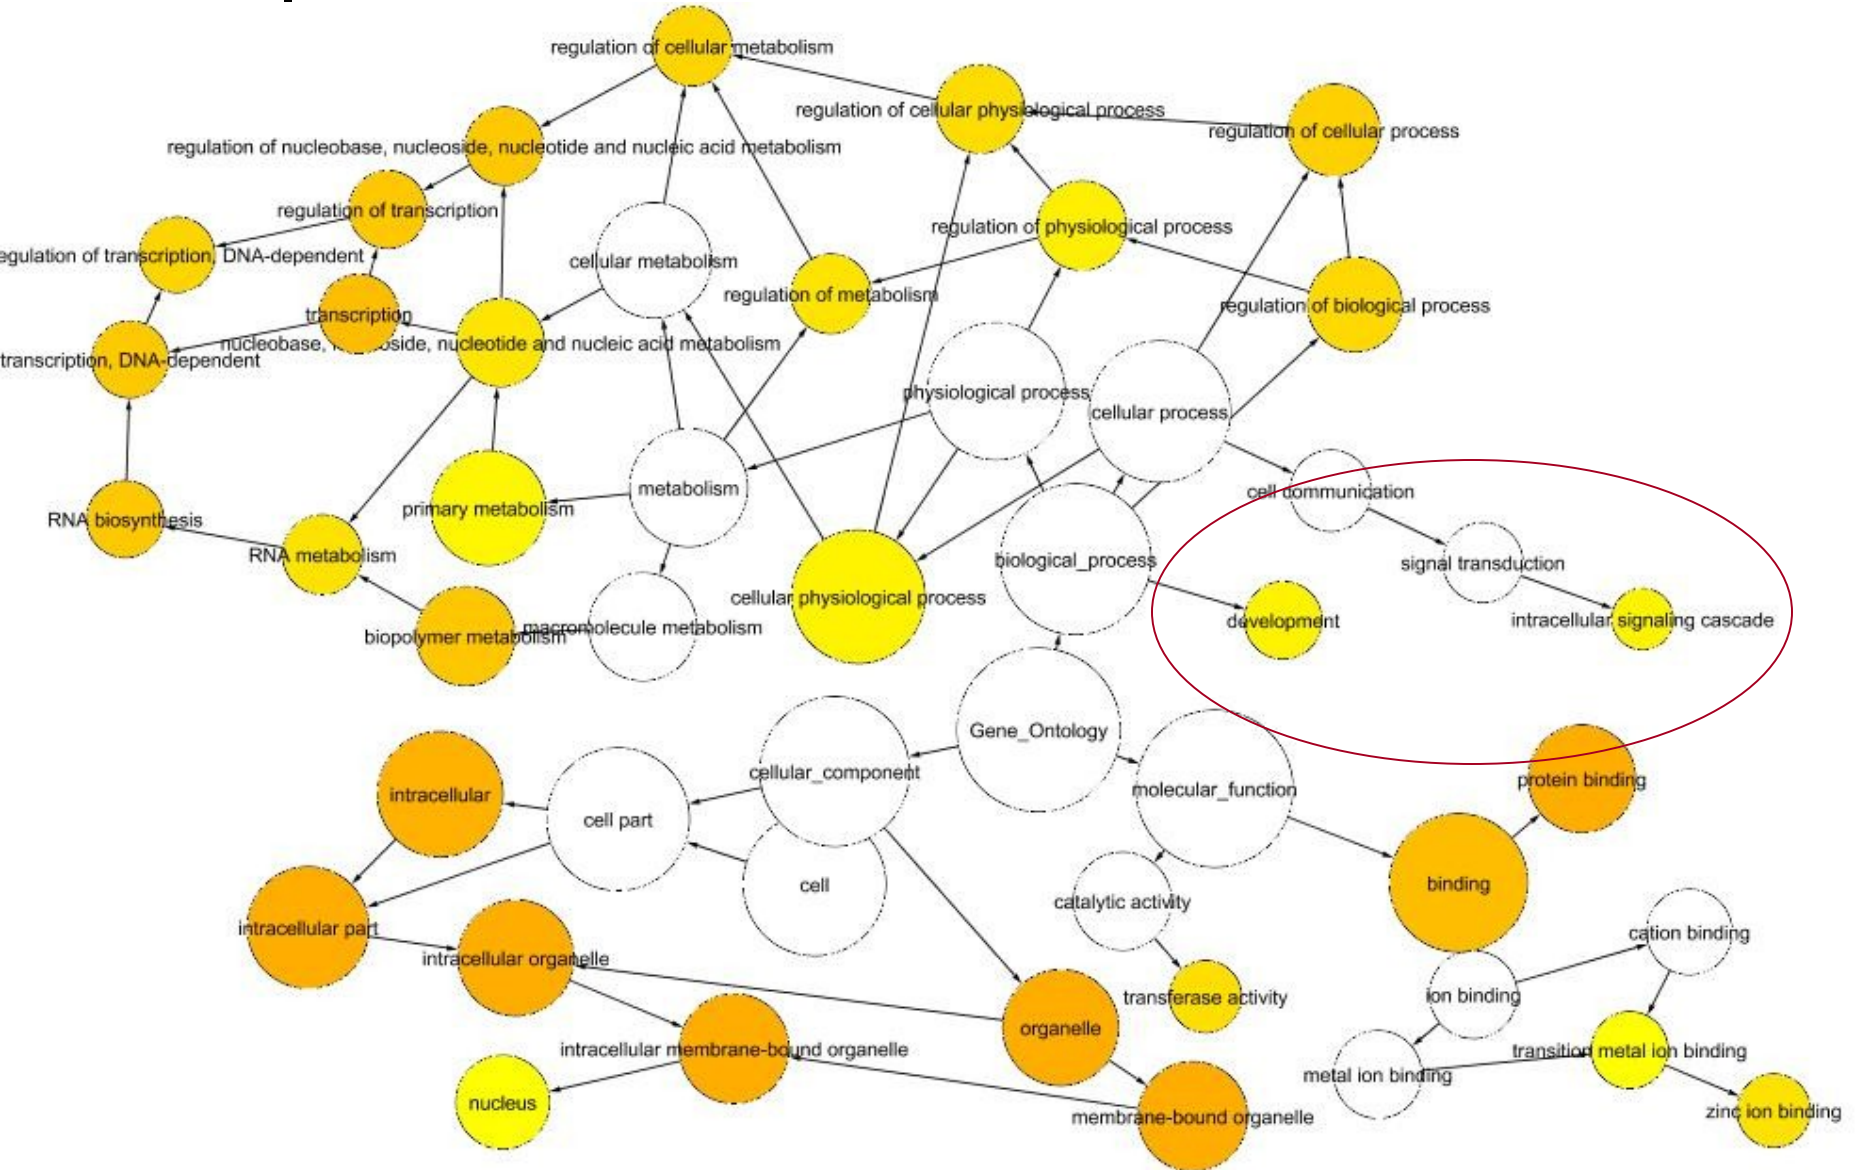 regulation of cellular metabolism
regulation of cellular physiological process
regulation of cellular process
regulation of nucleobase, nucleoside, nucleotide and nucleic acid metabolism
regulation of transcription
regulation of physiological process
egulation of transcription, DNA-dependent
cellular metabolism
regulation of metabolism
regulation of biological process
transcription
nucleobase, oside, nucleotide and nucleic acid metabolism
transcription, DNA-dependent
physiological process
cellular process
metabolism
cell communication
primary metabolism
RNA biosynthesis
RNA metabolism
biological_process
signal transduction
cellular physiological process
development
intracellular signaling cascade
macromolecule metabolism
biopolymer metabolism
Gene_Ontology
cellular_component
protein binding
molecular_function
intracellular
cell part
cell
binding
catalytic activity
intracellular part
cation binding
intracellular organelle
ion binding
transferase activity
organelle
intracellular membrane-bound organelle
transition metal ion binding
metal ion binding
nucleus
zinc ion binding
membrane-bound organelle